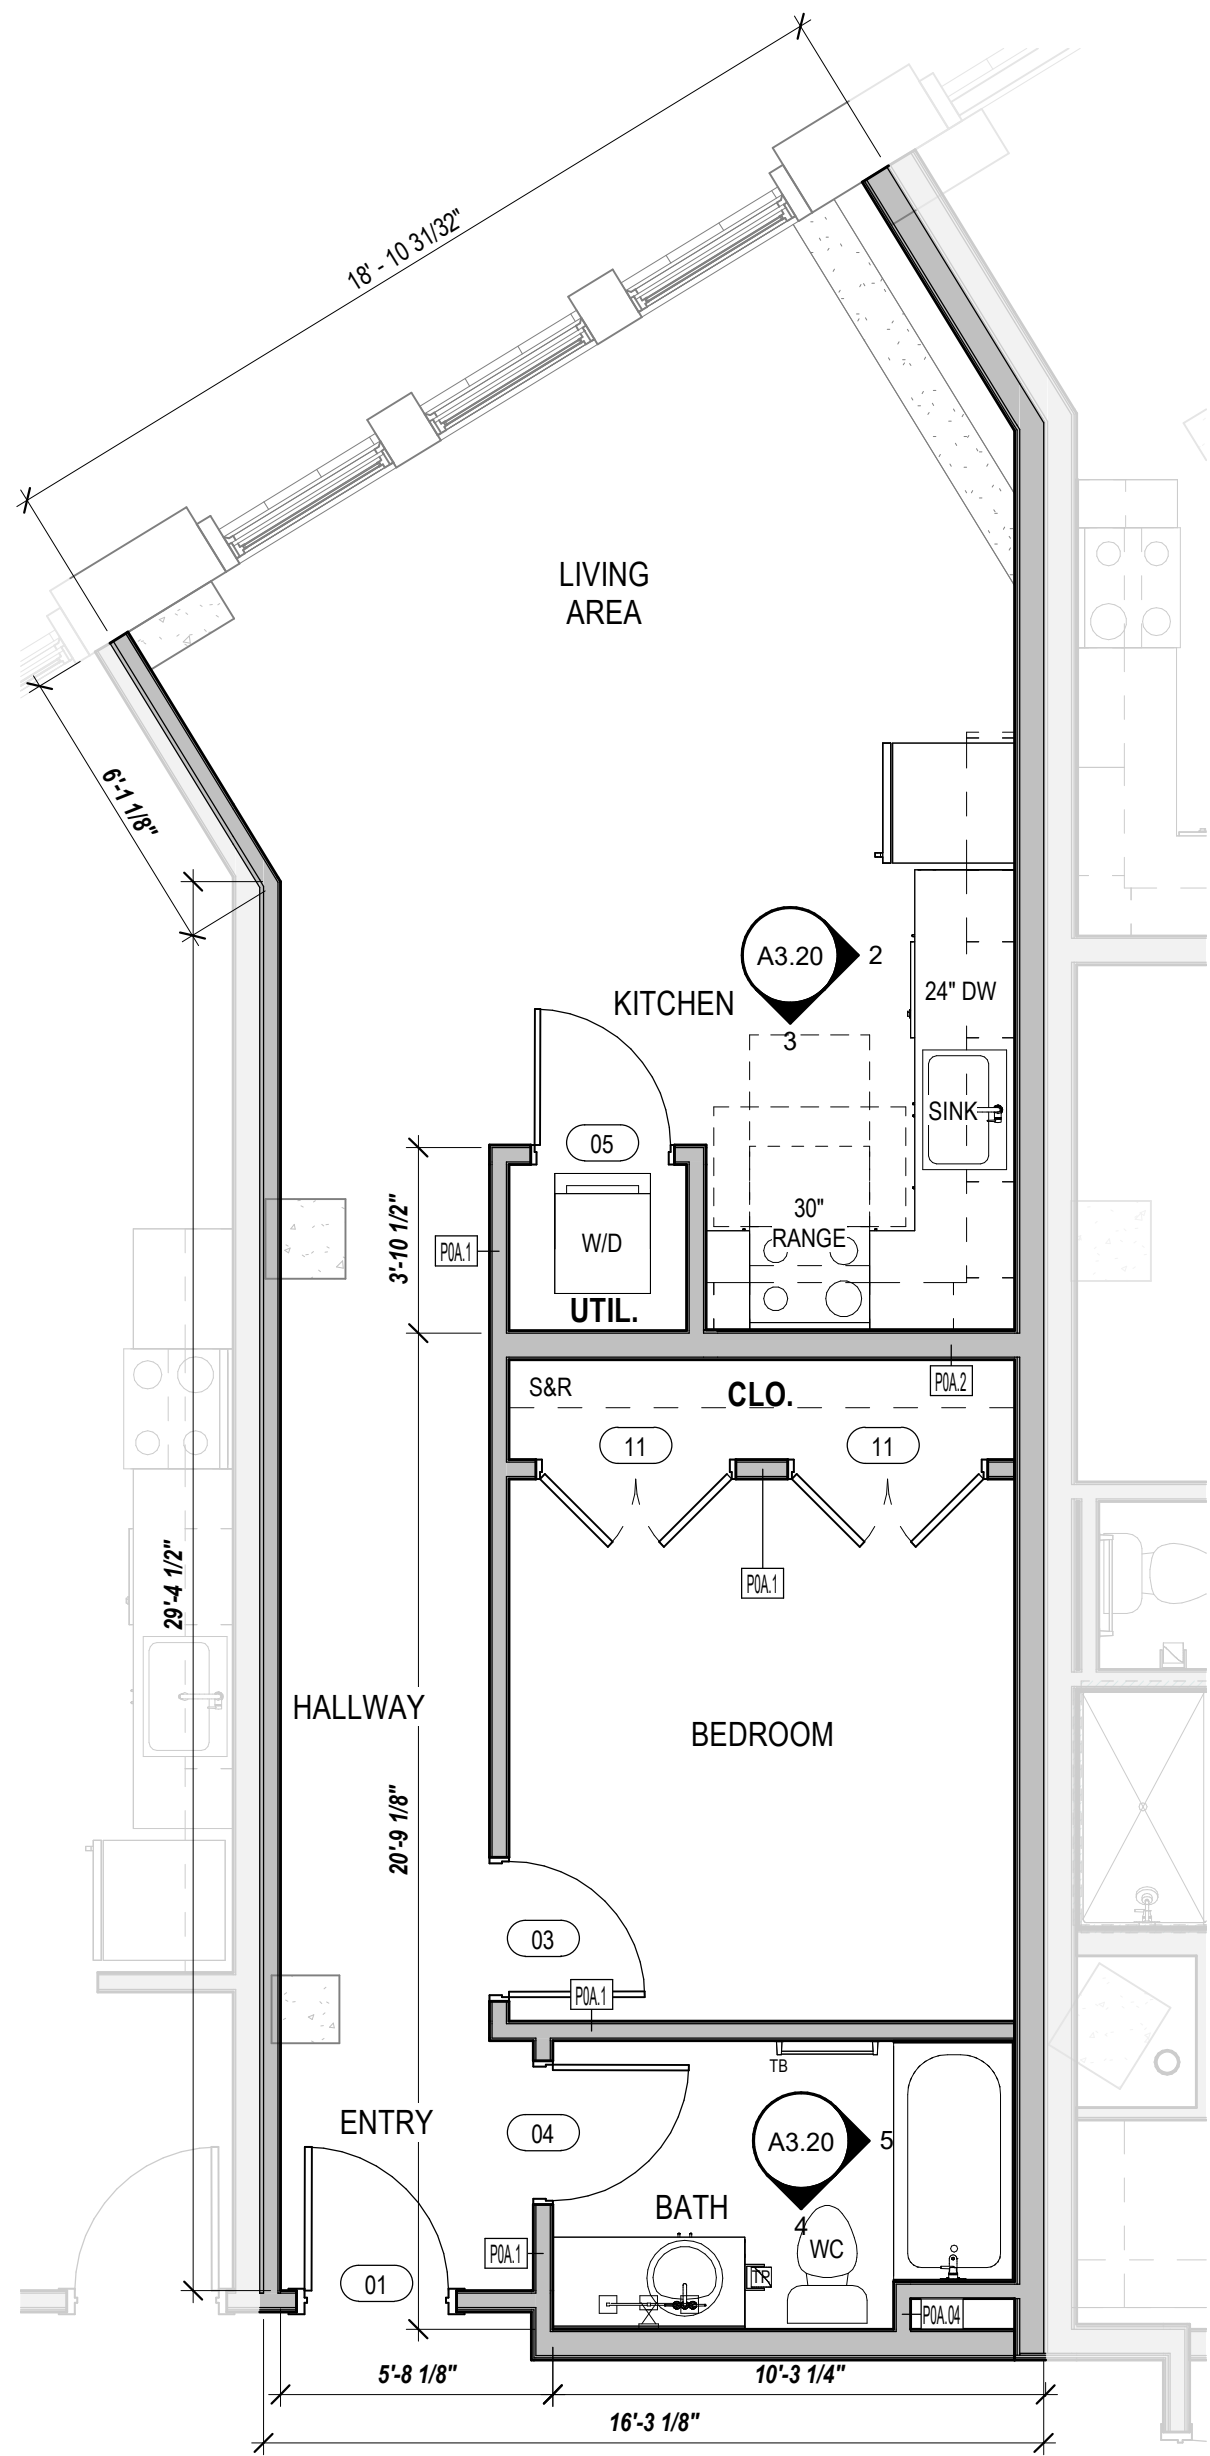 18' - 10 31/32"
LIVING
AREA
6'-1 1/8"
A3.20
2
3
24" DW
KITCHEN
SINK
05
30"
RANGE
3'-10 1/2"
P0A.1
W/D
UTIL.
S&R
CLO.
P0A.2
11
11
P0A.1
29'-4 1/2"
HALLWAY
BEDROOM
20'-9 1/8"
03
P0A.1
TB
ENTRY
04
A3.20
5
4
BATH
WC
P0A.1
TP
01
P0A.04
5'-8 1/8"
10'-3 1/4"
16'-3 1/8"